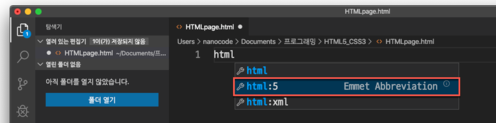 HTMLpage.html
탐색기
열려 있는 편집기 1이(가) 저장되지 않음
HTMLpage.html ~/Documents/프...
열린 폴더 없음
아직 폴더를 열지 않았습니다.
폴더 열기
HTMLpage.html
Users > nanocode > Documents > 프로그래밍 > HTML5_CSS3 > HTMLpage.html
1 html
html
html:5 Emmet Abbreviation
html:xml